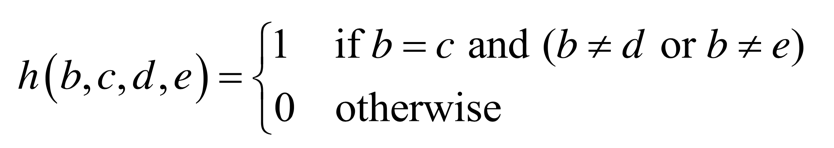 h(b,c,d,e) = {1 if b = c and (b ≠ d or b ≠ e)
0 otherwise